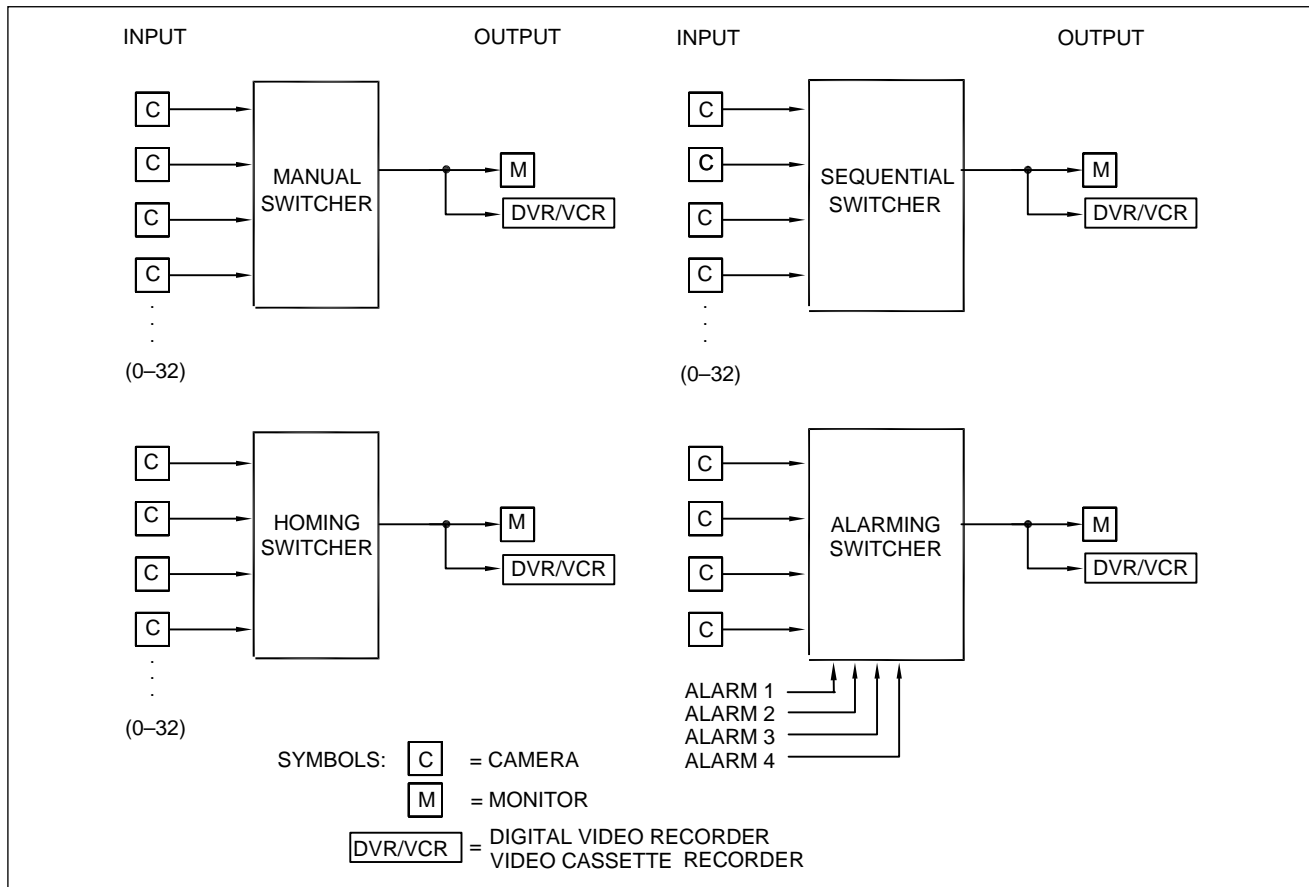 INPUT OUTPUT INPUT OUTPUT
C
C
C
C
MANUAL
SWITCHER
M
DVR/VCR
(0–32)
C
C
C
C
SEQUENTIAL
SWITCHER
M
DVR/VCR
(0–32)
C
C
C
C
HOMING
SWITCHER
M
DVR/VCR
(0–32)
C
C
C
C
ALARMING
SWITCHER
M
DVR/VCR
ALARM 1
ALARM 2
ALARM 3
ALARM 4
SYMBOLS: C = CAMERA
M = MONITOR
DVR/VCR = DIGITAL VIDEO RECORDER
VIDEO CASSETTE RECORDER